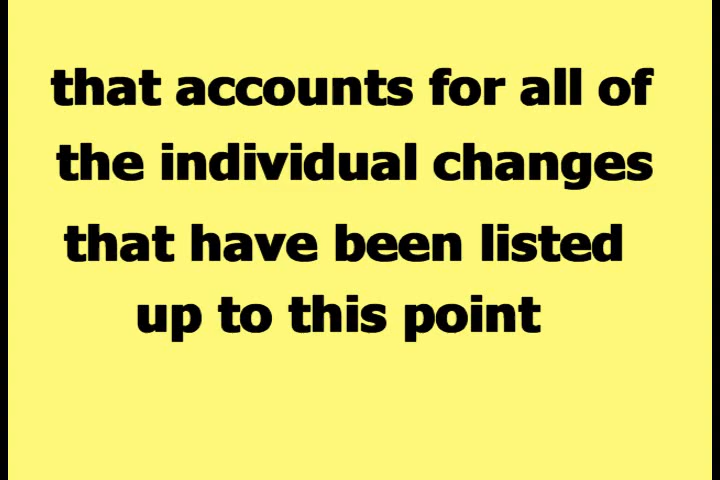 that accounts for all of
the individual changes
that have been listed
up to this point